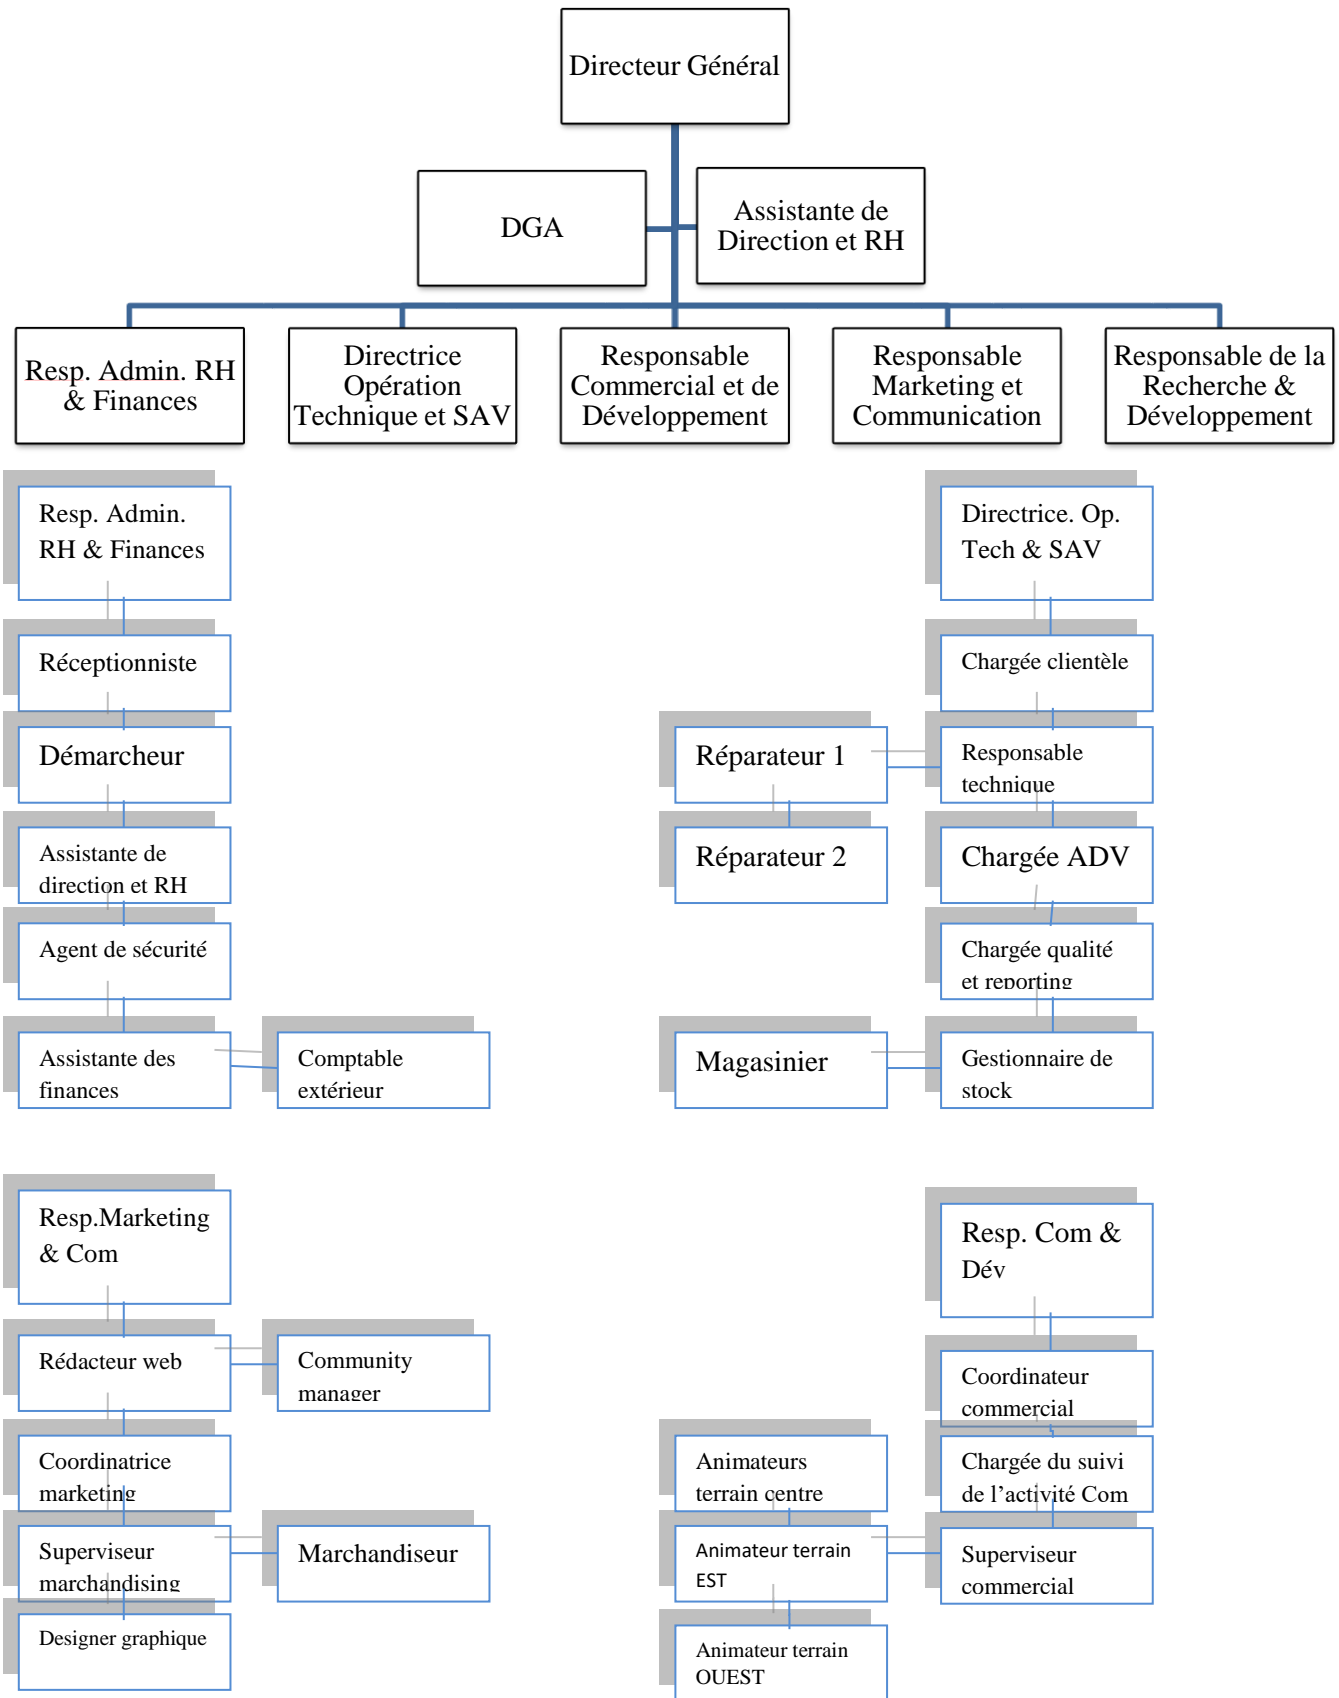 Directeur Général
DGA
Assistante de
Direction et RH
Resp. Admin. RH
& Finances
Directrice
Opération
Technique et SAV
Responsable
Commercial et de
Développement
Responsable
Marketing et
Communication
Responsable de la
Recherche &
Développement
Resp. Admin.
RH & Finances
Réceptionniste
Démarcheur
Assistante de
direction et RH
Agent de sécurité
Assistante des
finances
Comptable
extérieur
Directrice. Op.
Tech & SAV
Chargée clientèle
Responsable
technique
Réparateur 1
Réparateur 2
Chargée ADV
Chargée qualité
et reporting
Magasinier
Gestionnaire de
stock
Resp.Marketing
& Com
Rédacteur web
Community
manager
Coordinatrice
marketing
Superviseur
marchandising
Marchandiseur
Designer graphique
Resp. Com &
Dév
Coordinateur
commercial
Chargée du suivi
de l’activité Com
Superviseur
commercial
Animateurs
terrain centre
Animateur terrain
EST
Animateur terrain
OUEST